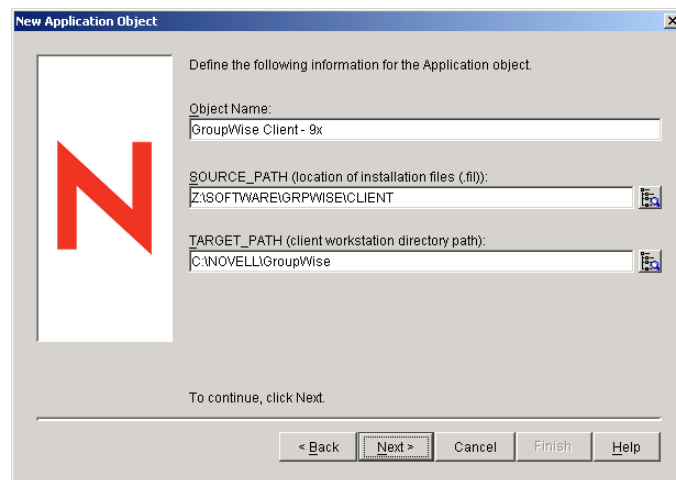 New Application Object
Define the following information for the Application object.
Object Name:
GroupWise Client - 9x
SOURCE_PATH (location of installation files (.fil)):
Z:\SOFTWARE\GRPWISE\CLIENT
TARGET_PATH (client workstation directory path):
C:\NOVELL\GroupWise
N
To continue, click Next.
< Back Next > Cancel Finish Help